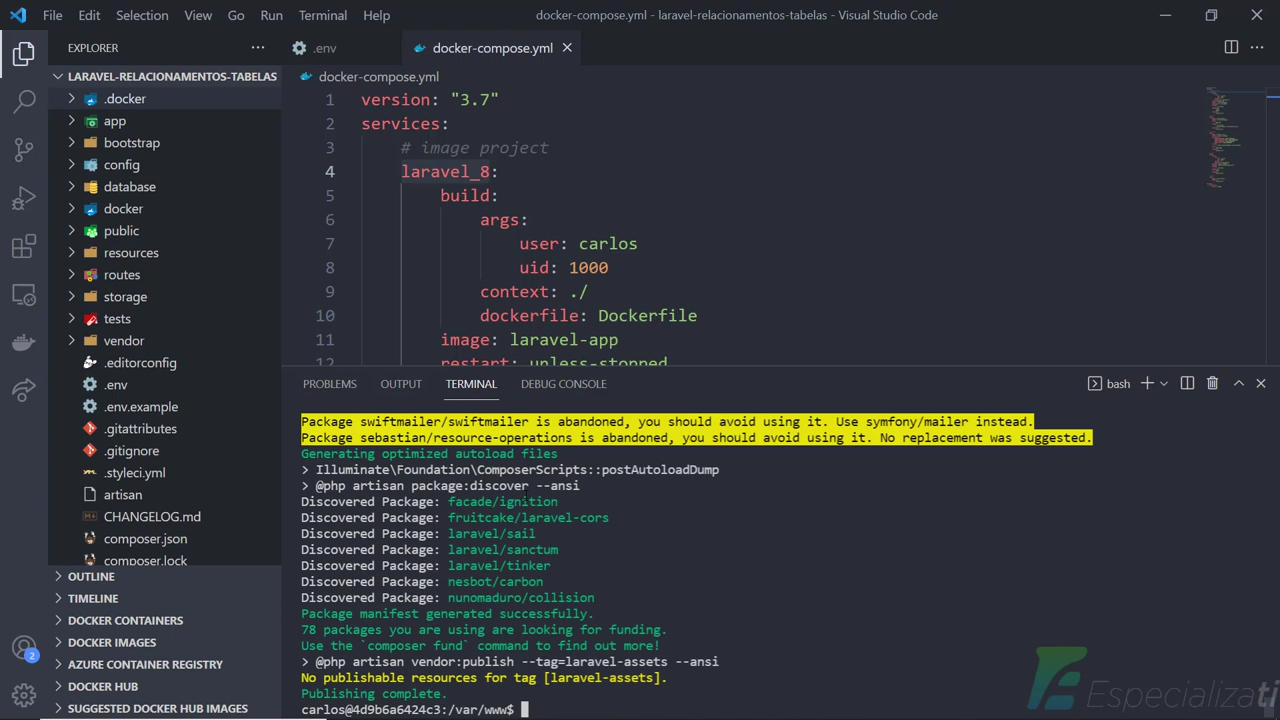 File Edit Selection View Go Run Terminal Help docker-compose.yml - laravel-relacionamentos-tabelas - Visual Studio Code
EXPLORER
LARAVEL-RELACIONAMENTOS-TABELAS
.docker
app
bootstrap
config
database
docker
public
resources
routes
storage
tests
vendor
.editorconfig
.env
.env.example
.gitattributes
.gitignore
.styleci.yml
artisan
CHANGELOG.md
composer.json
composer.lock
OUTLINE
TIMELINE
DOCKER CONTAINERS
DOCKER IMAGES
AZURE CONTAINER REGISTRY
DOCKER HUB
SUGGESTED DOCKER HUB IMAGES
2
.env docker-compose.yml
docker-compose.yml
1 version: "3.7"
2 services:
3 # image project
4 laravel_8:
5 build:
6 args:
7 user: carlos
8 uid: 1000
9 context: ./
10 dockerfile: Dockerfile
11 image: laravel-app
12 restart: unless-stopped
PROBLEMS OUTPUT TERMINAL DEBUG CONSOLE bash
Package swiftmailer/swiftmailer is abandoned, you should avoid using it. Use symfony/mailer instead.
Package sebastian/resource-operations is abandoned, you should avoid using it. No replacement was suggested.
Generating optimized autoload files
> Illuminate\Foundation\ComposerScripts::postAutoloadDump
> @php artisan package:discover --ansi
Discovered Package: facade/ignition
Discovered Package: fruitcake/laravel-cors
Discovered Package: laravel/sail
Discovered Package: laravel/sanctum
Discovered Package: laravel/tinker
Discovered Package: nesbot/carbon
Discovered Package: nunomaduro/collision
Package manifest generated successfully.
78 packages you are using are looking for funding.
Use the `composer fund` command to find out more!
> @php artisan vendor:publish --tag=laravel-assets --ansi
No publishable resources for tag [laravel-assets].
Publishing complete.
carlos@4d9b6a6424c3:/var/www$
Especializati